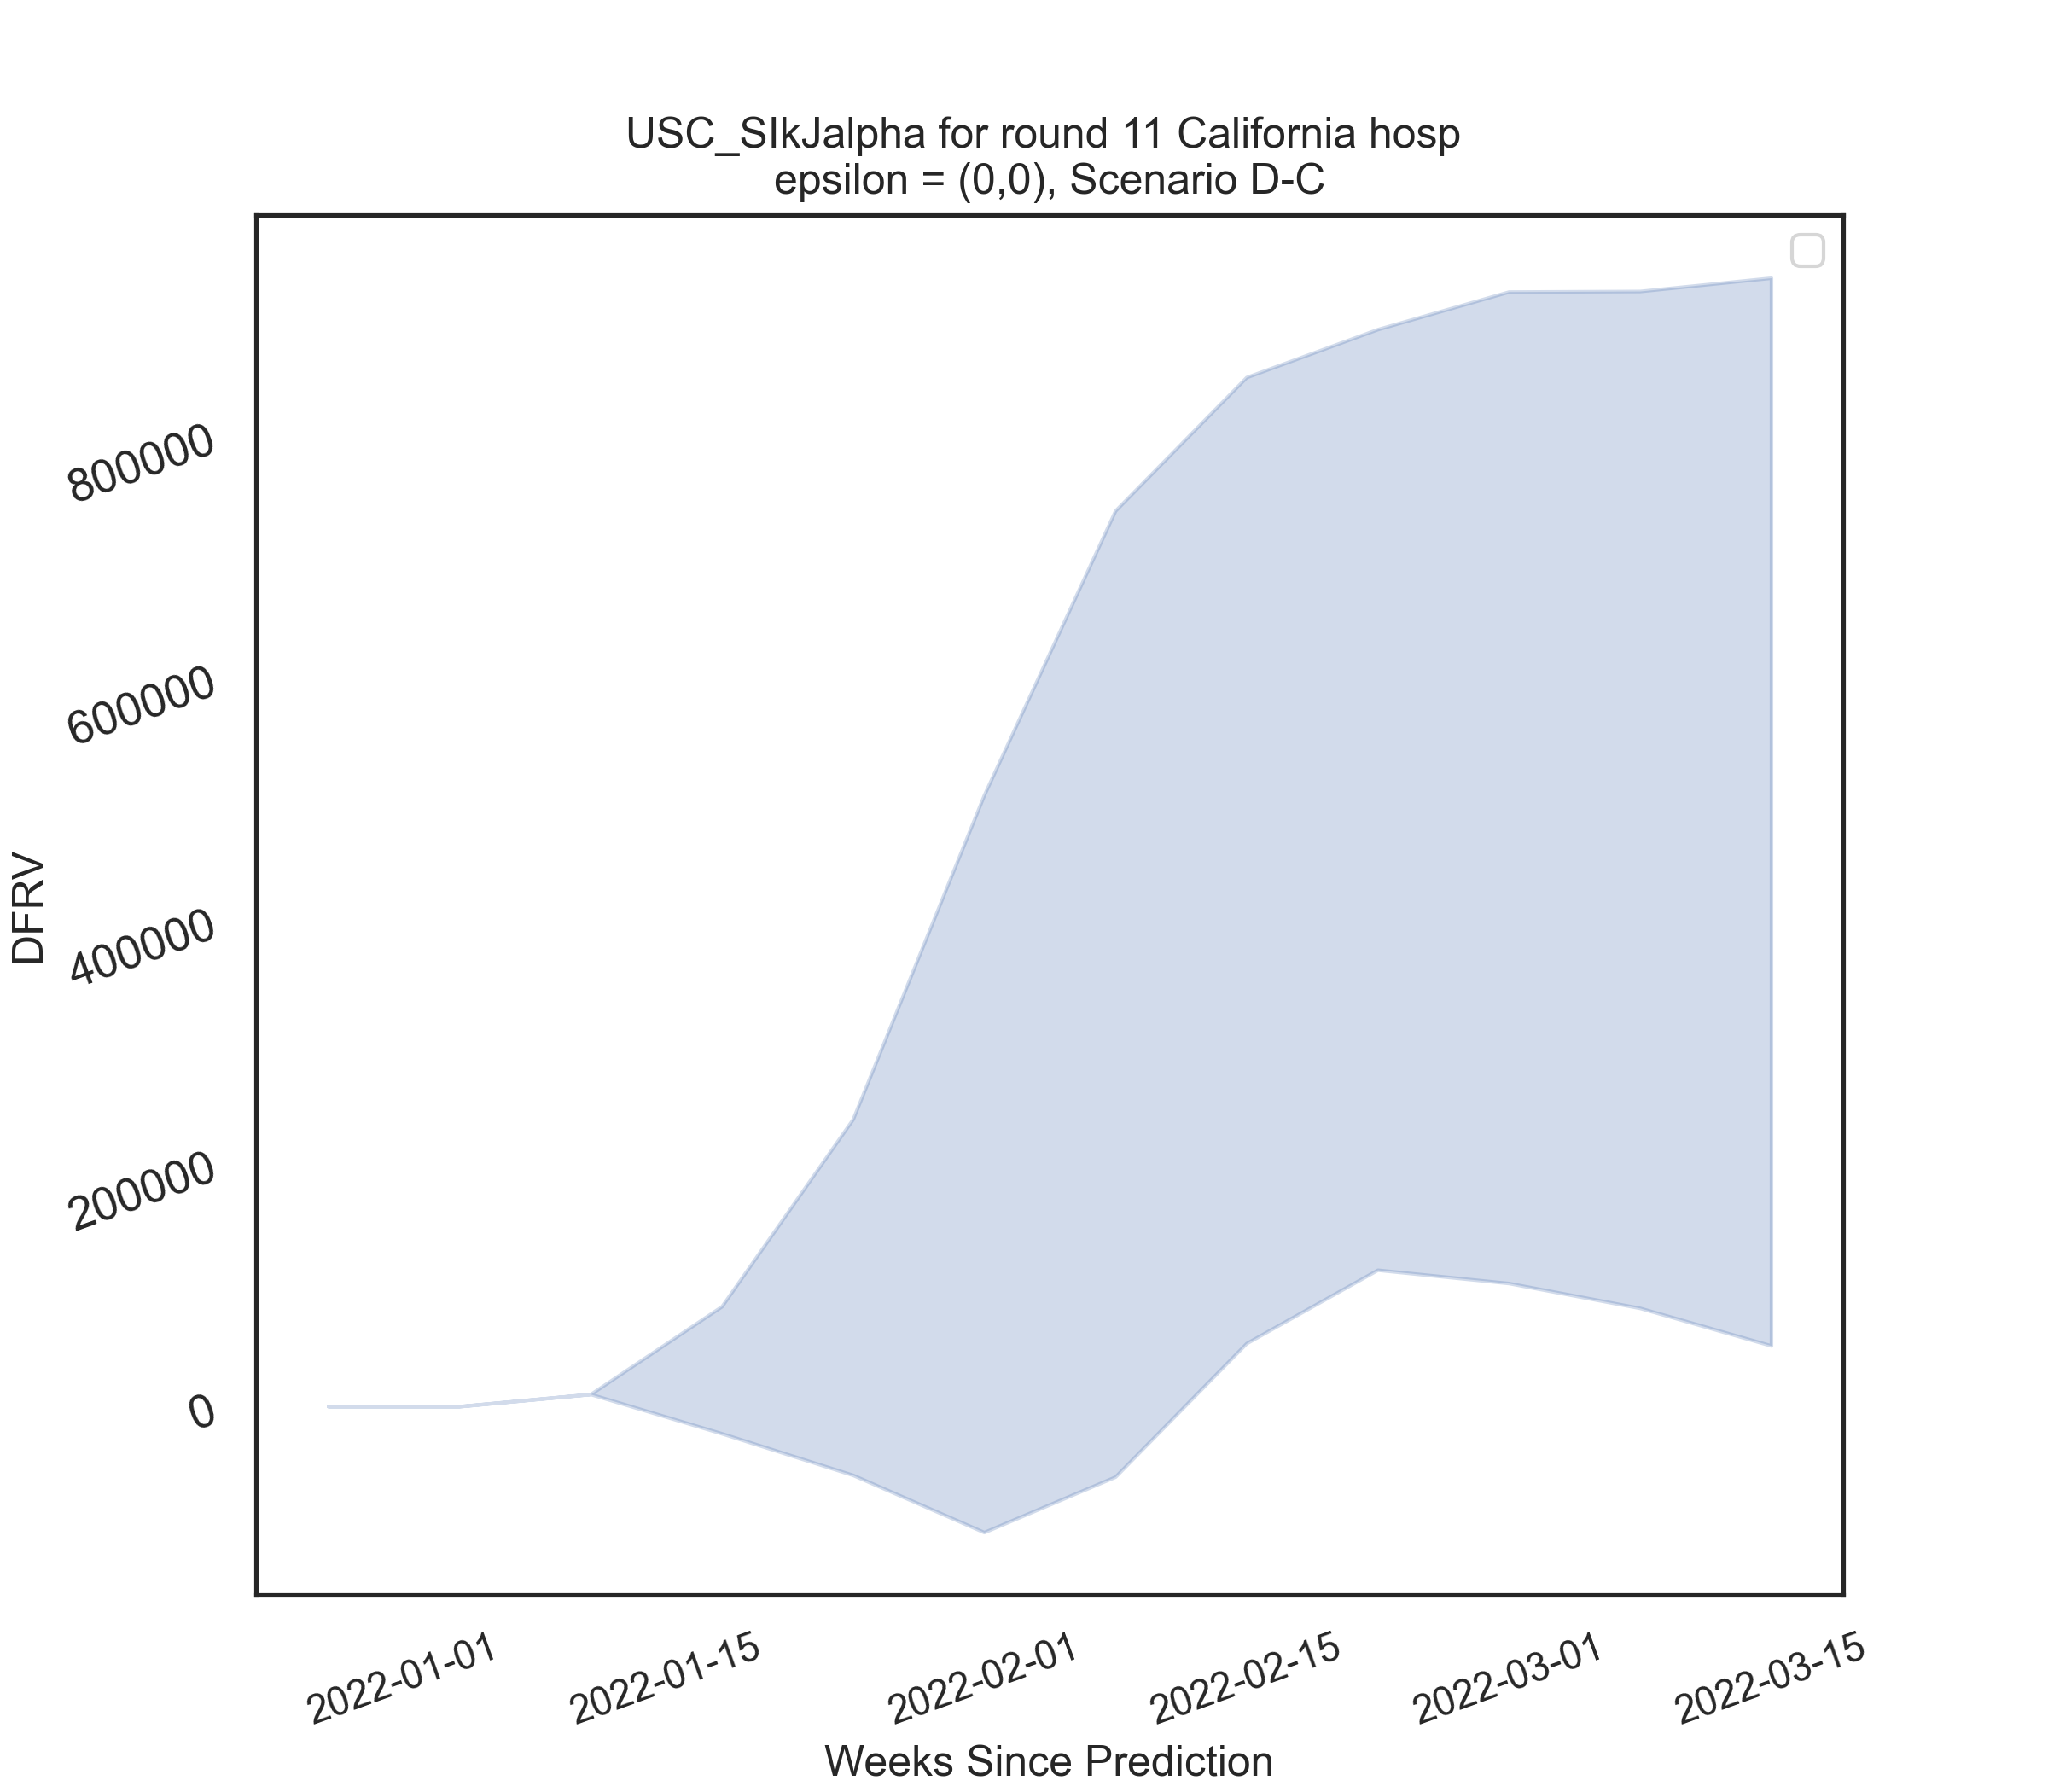 USC_SIkJalpha for round 11 California hosp
epsilon = (0,0), Scenario D-C
800000
600000
400000
200000
0
DFRV
2022-01-01
2022-01-15
2022-02-01
2022-02-15
2022-03-01
2022-03-15
Weeks Since Prediction